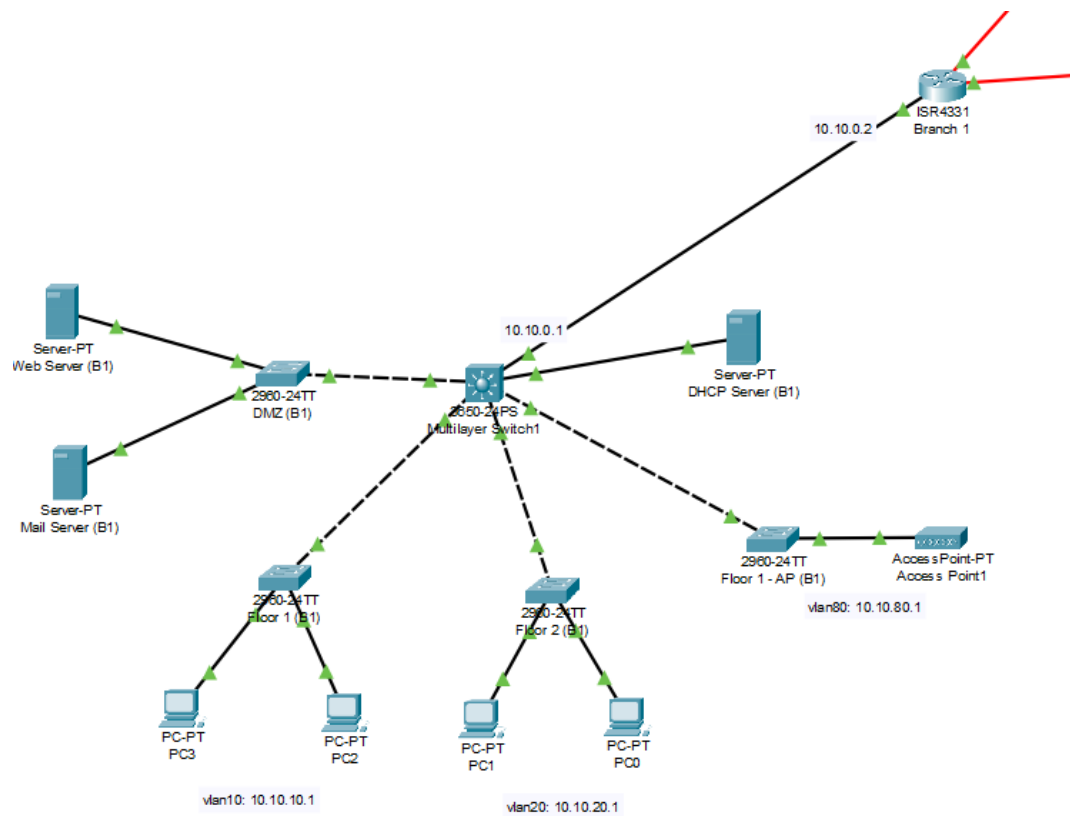 ISR4331
Branch 1
10.10.0.2
10.10.0.1
Server-PT
Web Server (B1)
2960-24TT
DMZ (B1)
3650-24PS
Multilayer Switch1
Server-PT
DHCP Server (B1)
Server-PT
Mail Server (B1)
2960-24TT
Floor 1 - AP (B1)
AccessPoint-PT
Access Point1
vlan80: 10.10.80.1
2960-24TT
Floor 1 (B1)
2960-24TT
Floor 2 (B1)
PC-PT
PC3
PC-PT
PC2
PC-PT
PC1
PC-PT
PC0
vlan10: 10.10.10.1
vlan20: 10.10.20.1